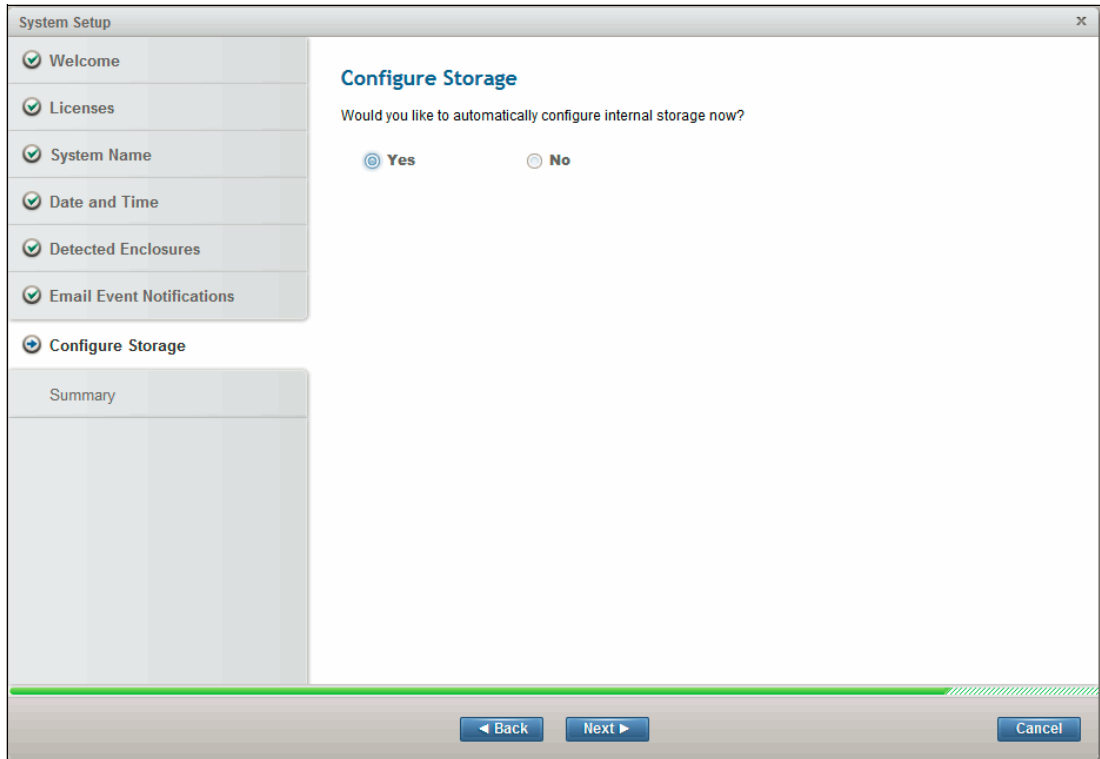 System Setup x
Welcome
Licenses
System Name
Date and Time
Detected Enclosures
Email Event Notifications
Configure Storage
Summary
Configure Storage
Would you like to automatically configure internal storage now?
Yes No
Back Next Cancel